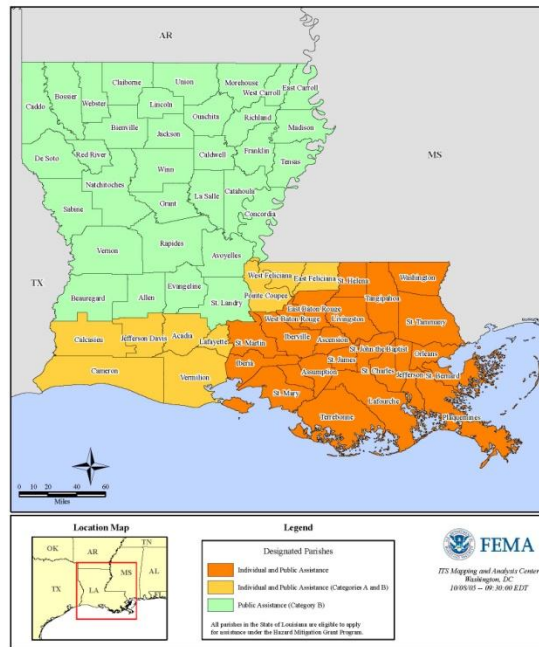 AR
Claiborne
Union
Morehouse
West Carroll
East Carroll
Caddo
Bossier
Webster
Lincoln
Ouachita
Richland
Madison
Bienville
Jackson
De Soto
Red River
Caldwell
Franklin
Tensas
MS
Winn
Natchitoches
Sabine
Grant
La Salle
Catahoula
Concordia
Vernon
Rapides
Avoyelles
TX
Beauregard
Allen
Evangeline
St. Landry
West Feliciana
East Feliciana
St. Helena
Washington
Pointe Coupee
Tangipahoa
Calcasieu
Jefferson Davis
Acadia
Lafayette
St. Martin
West Baton Rouge
East Baton Rouge
Livingston
St. Tammany
Iberville
Ascension
St. John the Baptist
Orleans
Cameron
Vermilion
Iberia
Assumption
St. James
St. Charles
Jefferson
St. Bernard
St. Mary
Lafourche
Terrebonne
Plaquemines
N
0 10 20 40 60
Miles
Location Map
OK
AR
TN
TX
LA
MS
AL
FL
Legend
Designated Parishes
Individual and Public Assistance
Individual and Public Assistance (Categories A and B)
Public Assistance (Category B)
All parishes in the State of Louisiana are eligible to apply
for assistance under the Hazard Mitigation Grant Program.
FEMA
ITS Mapping and Analysis Center
Washington, DC
10/08/05 -- 09:30:00 EDT